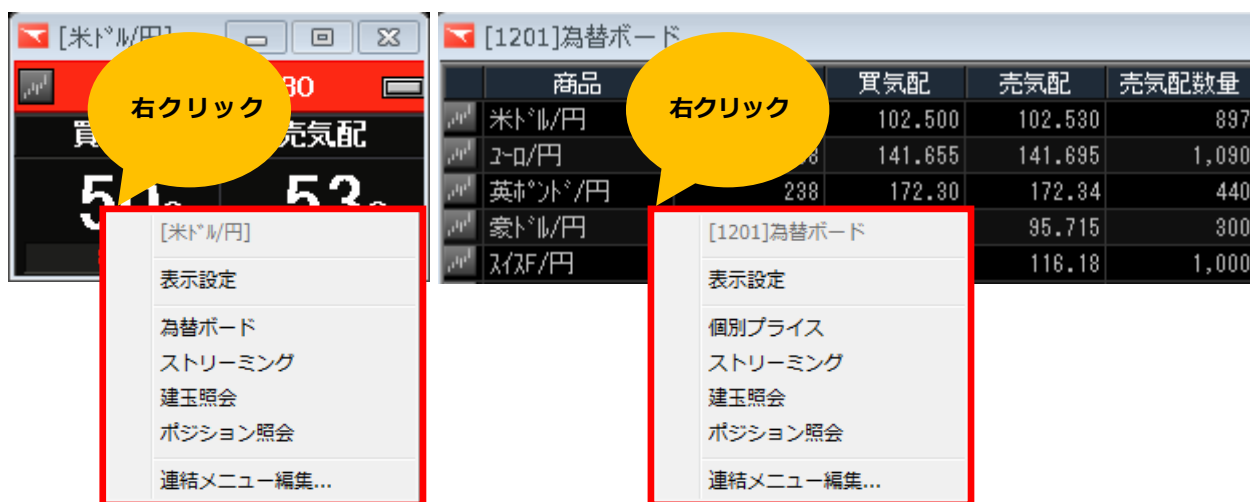 [米ﾄﾞﾙ/円]
右クリック
30
売気配
50
53
[米ﾄﾞﾙ/円]
表示設定
為替ボード
ストリーミング
建玉照会
ポジション照会
連結メニュー編集...
[1201]為替ボード
商品 買気配 売気配 売気配数量
右クリック
米ﾄﾞﾙ/円 102.500 102.530 897
ﾕｰﾛ/円 141.655 141.695 1,090
英ﾎﾟﾝﾄﾞ/円 238 172.30 172.34 440
豪ﾄﾞﾙ/円 95.715 300
ｽｲｽF/円 116.18 1,000
[1201]為替ボード
表示設定
個別プライス
ストリーミング
建玉照会
ポジション照会
連結メニュー編集...